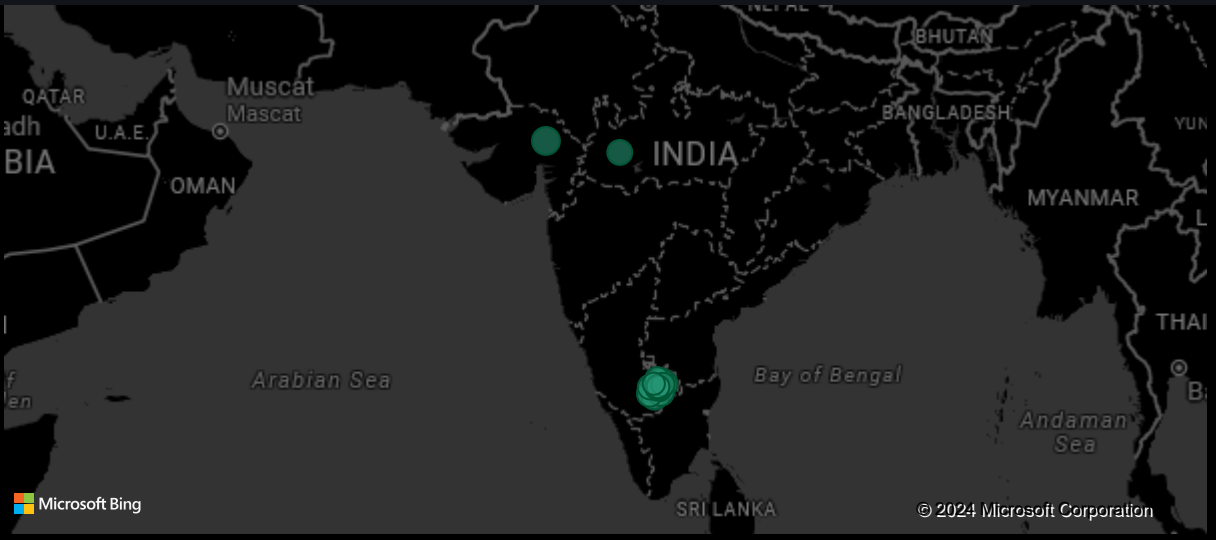 NEPAL
BHUTAN
Muscat
Mascat
QATAR
BANGLADESH
adh
U.A.E.
YUN
BIA
INDIA
OMAN
MYANMAR
L
THAI
Arabian Sea
Bay of Bengal
f
en
B
Andaman
Sea
Microsoft Bing
SRI LANKA
© 2024 Microsoft Corporation